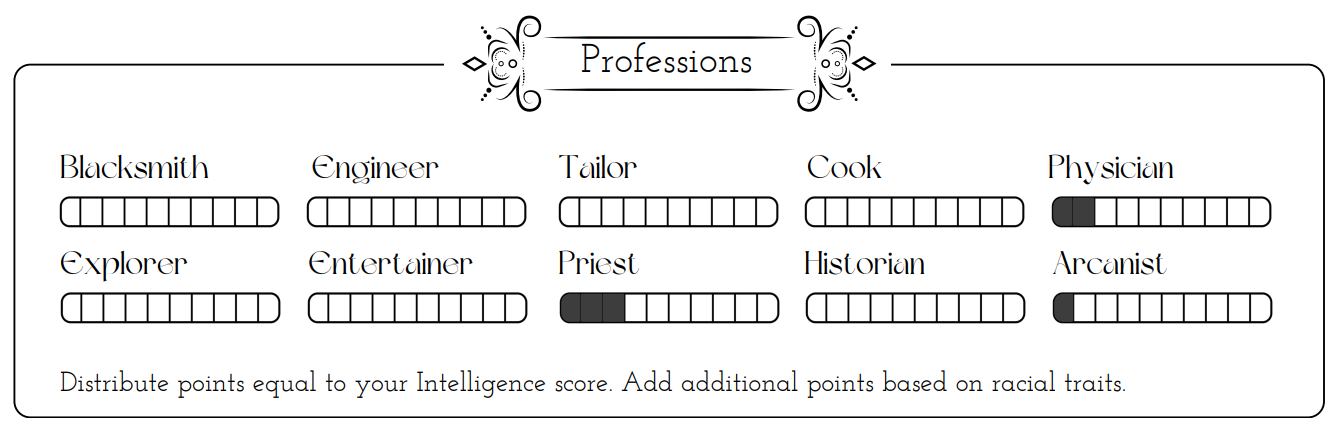 Professions
Blacksmith Engineer Tailor Cook Physician
Explorer Entertainer Priest Historian Arcanist
Distribute points equal to your Intelligence score. Add additional points based on racial traits.